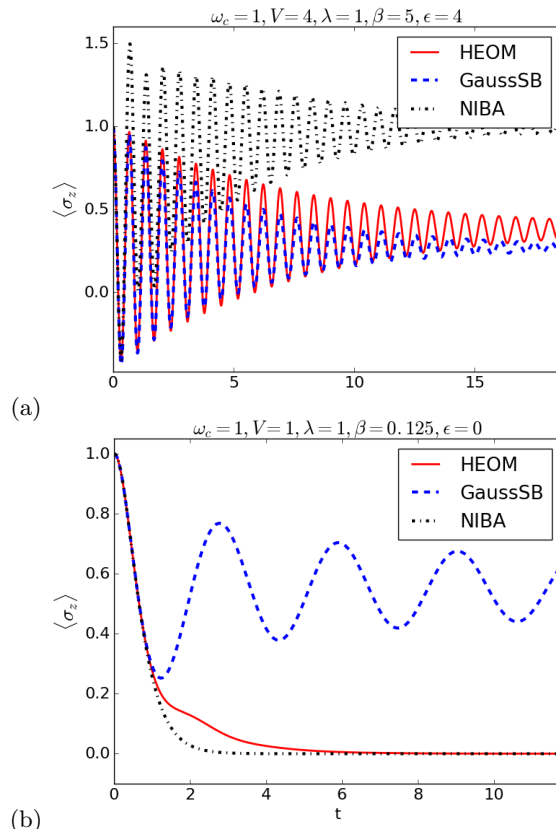 ω_c = 1, V = 4, λ = 1, β = 5, ϵ = 4
1.5
1.0
0.5
0.0
⟨σ_z⟩
HEOM
GaussSB
NIBA
0
5
10
15
(a)
ω_c = 1, V = 1, λ = 1, β = 0.125, ϵ = 0
1.0
0.8
0.6
0.4
0.2
0.0
⟨σ_z⟩
HEOM
GaussSB
NIBA
0
2
4
6
8
10
t
(b)